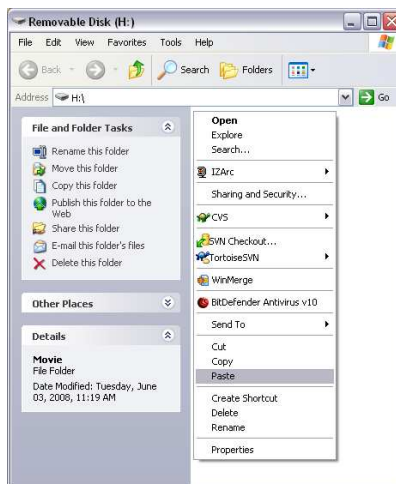 Removable Disk (H:)
File Edit View Favorites Tools Help
Back Search Folders
Address H:\ Go
File and Folder Tasks
Rename this folder
Move this folder
Copy this folder
Publish this folder to the
Web
Share this folder
E-mail this folder's files
Delete this folder
Other Places
Details
Movie
File Folder
Date Modified: Tuesday, June
03, 2008, 11:19 AM
Open
Explore
Search...
IZArc
Sharing and Security...
CVS
SVN Checkout...
TortoiseSVN
WinMerge
BitDefender Antivirus v10
Send To
Cut
Copy
Paste
Create Shortcut
Delete
Rename
Properties